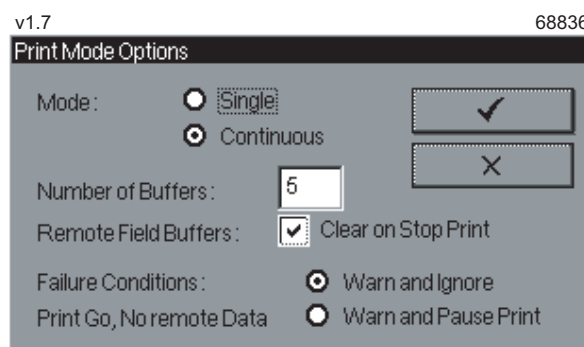 v1.7 68836
Print Mode Options
Mode: Single
Continuous
Number of Buffers: 5
Remote Field Buffers: Clear on Stop Print
Failure Conditions: Warn and Ignore
Print Go, No remote Data Warn and Pause Print